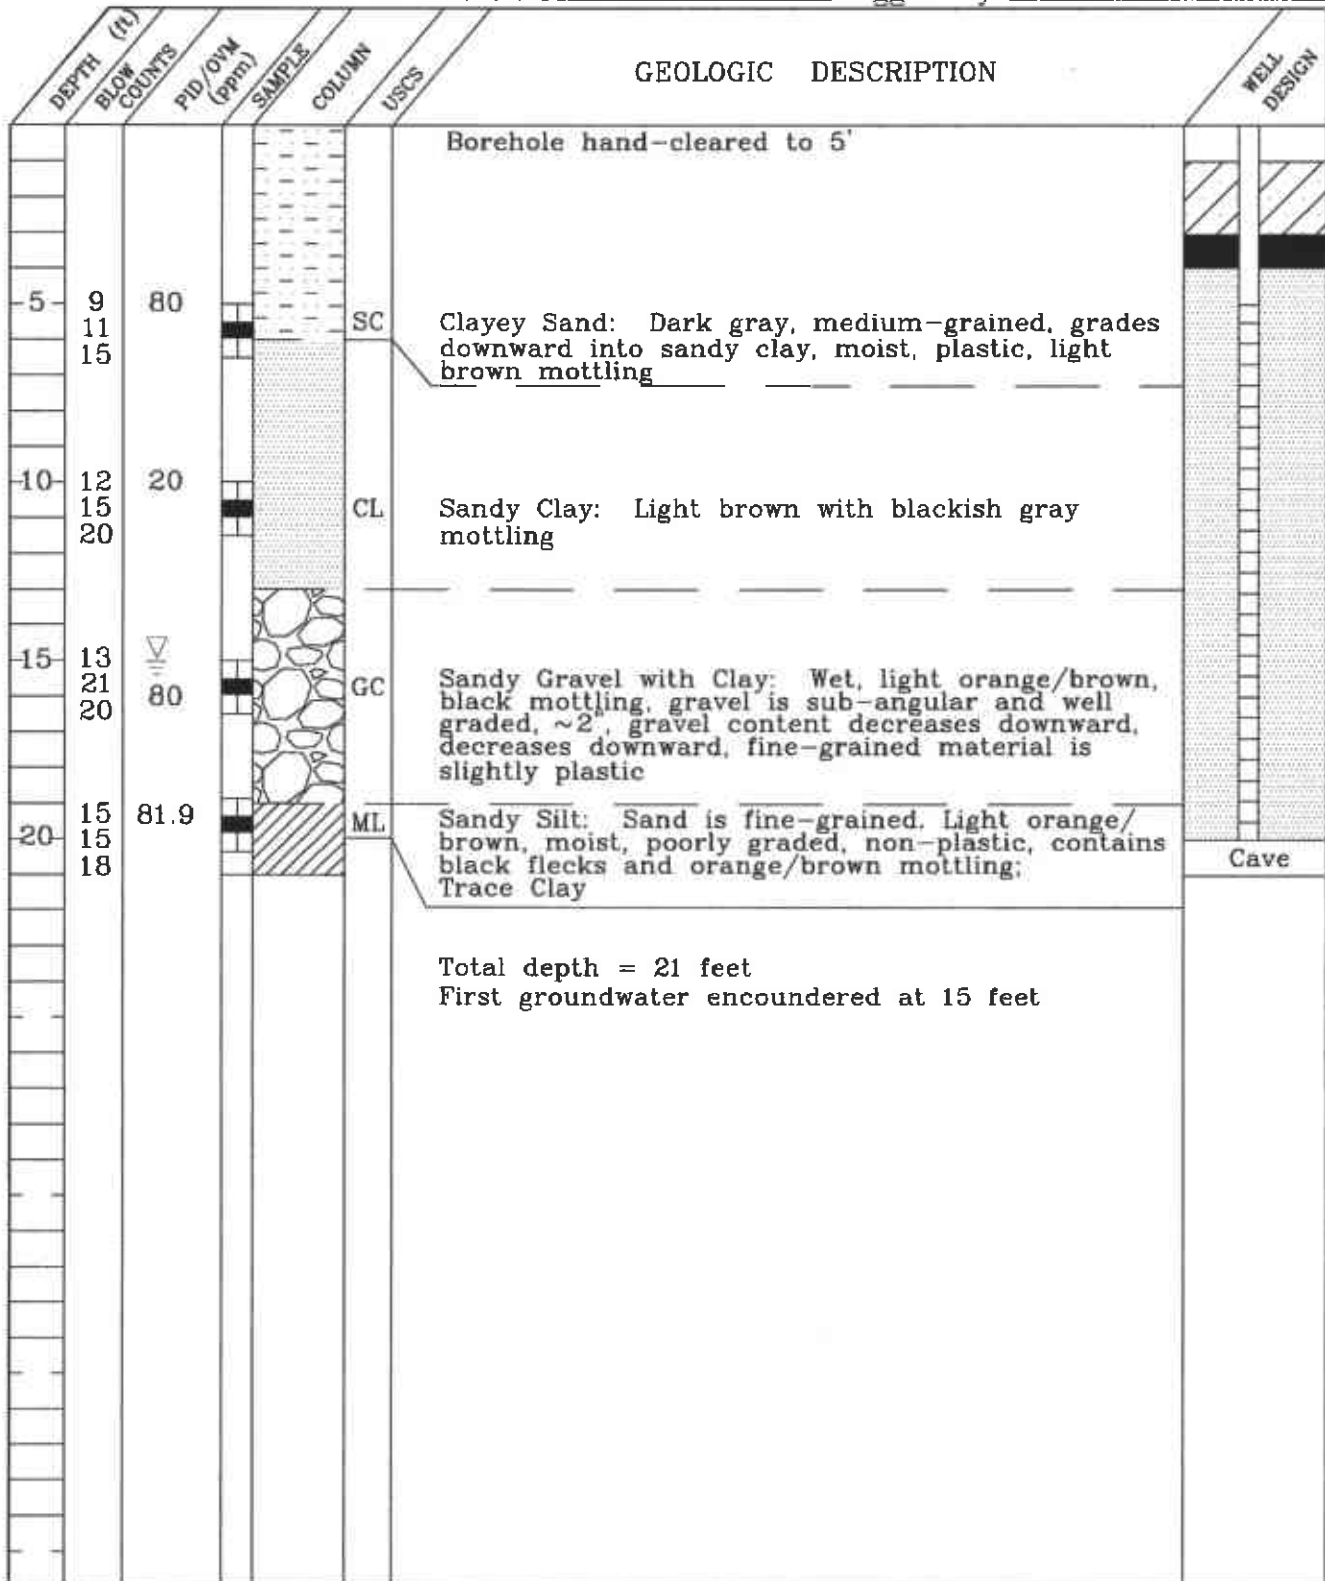 DEPTH (ft)
BLOW COUNTS
PID/OVM (ppm)
SAMPLE
COLUMN
USCS
GEOLOGIC DESCRIPTION
WELL DESIGN
Borehole hand-cleared to 5'
5 9 80
11 SC
15
Clayey Sand: Dark gray, medium-grained, grades
downward into sandy clay, moist, plastic, light
brown mottling
10 12 20
15 CL
20
Sandy Clay: Light brown with blackish gray
mottling
15 13
21 GC
20 80
Sandy Gravel with Clay: Wet, light orange/brown,
black mottling, gravel is sub-angular and well
graded, ~2", gravel content decreases downward,
decreases downward, fine-grained material is
slightly plastic
15 81.9 ML
20 15
18
Sandy Silt: Sand is fine-grained. Light orange/
brown, moist, poorly graded, non-plastic, contains
black flecks and orange/brown mottling;
Trace Clay
Cave
Total depth = 21 feet
First groundwater encoundered at 15 feet